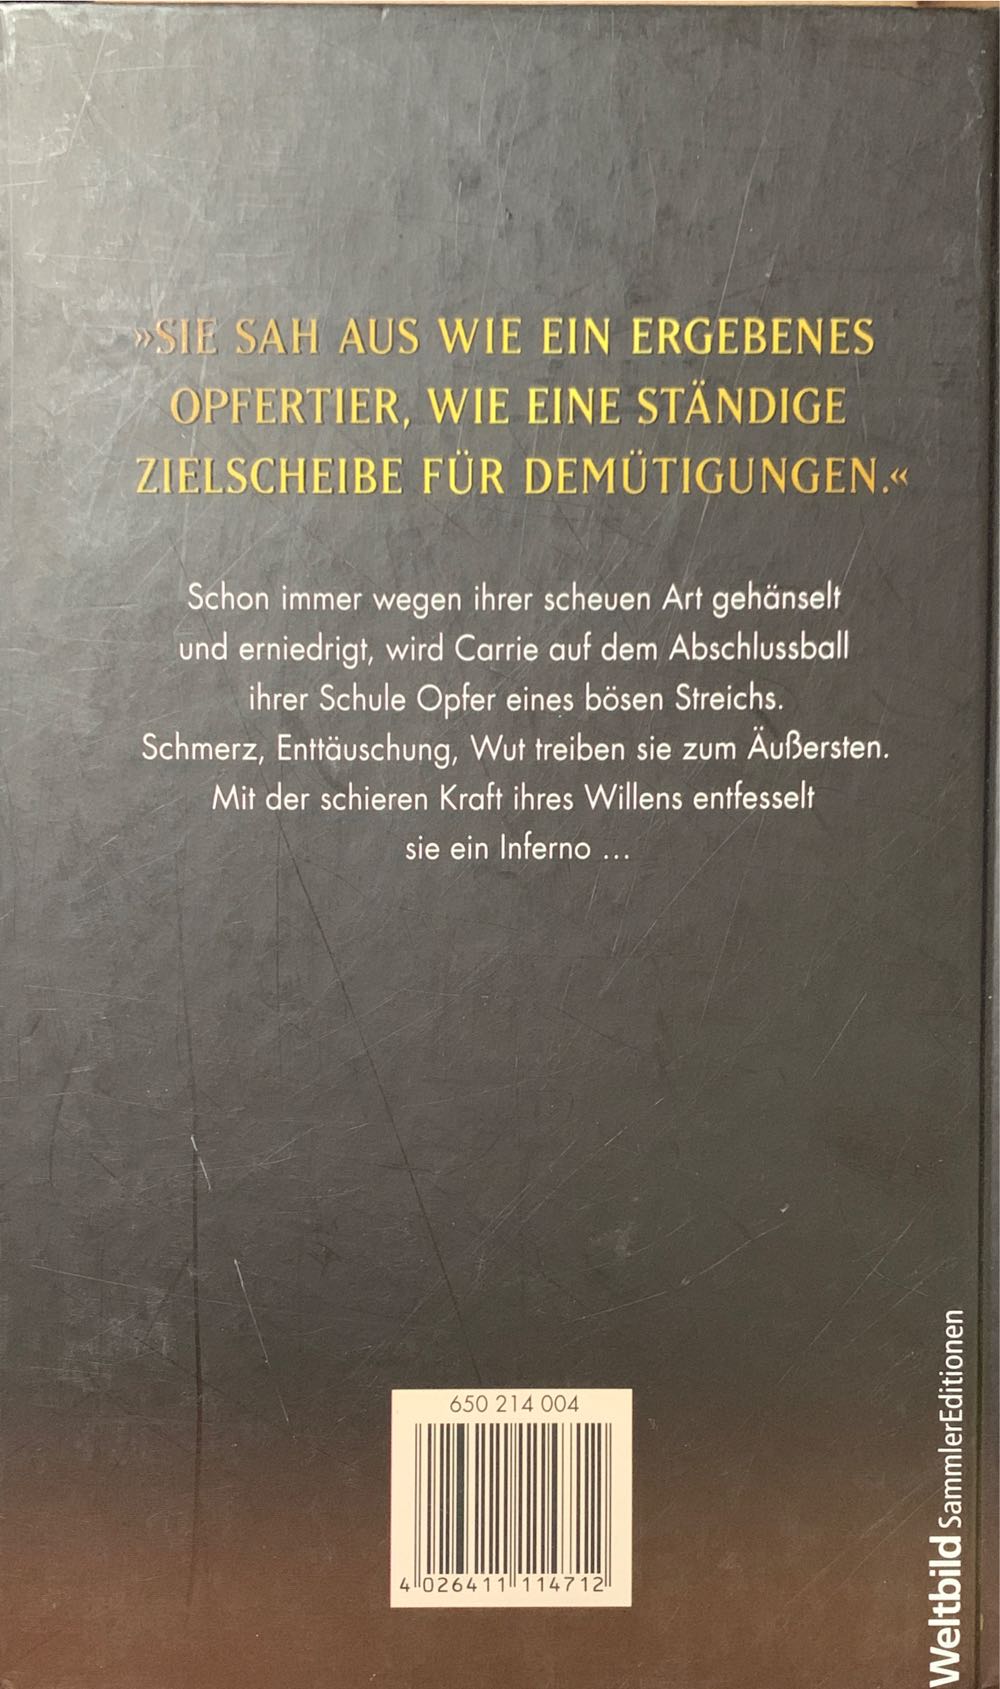 »SIE SAH AUS WIE EIN ERGEBENES
OPFERTIER, WIE EINE STÄNDIGE
ZIELSCHEIBE FÜR DEMÜTIGUNGEN.«
Schon immer wegen ihrer scheuen Art gehänselt
und erniedrigt, wird Carrie auf dem Abschlussball
ihrer Schule Opfer eines bösen Streichs.
Schmerz, Enttäuschung, Wut treiben sie zum Äußersten.
Mit der schieren Kraft ihres Willens entfesselt
sie ein Inferno ...
650 214 004
4 026411 114712
Weltbild SammlerEditionen